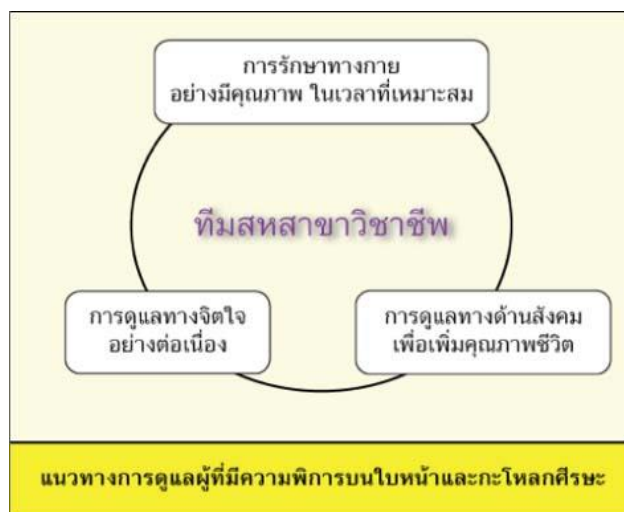 การรักษาทางกาย
อย่างมีคุณภาพ ในเวลาที่เหมาะสม
ทีมสหสาขาวิชาชีพ
การดูแลทางจิตใจ
อย่างต่อเนื่อง
การดูแลทางด้านสังคม
เพื่อเพิ่มคุณภาพชีวิต
แนวทางการดูแลผู้ที่มีความพิการบนใบหน้าและกะโหลกศีรษะ